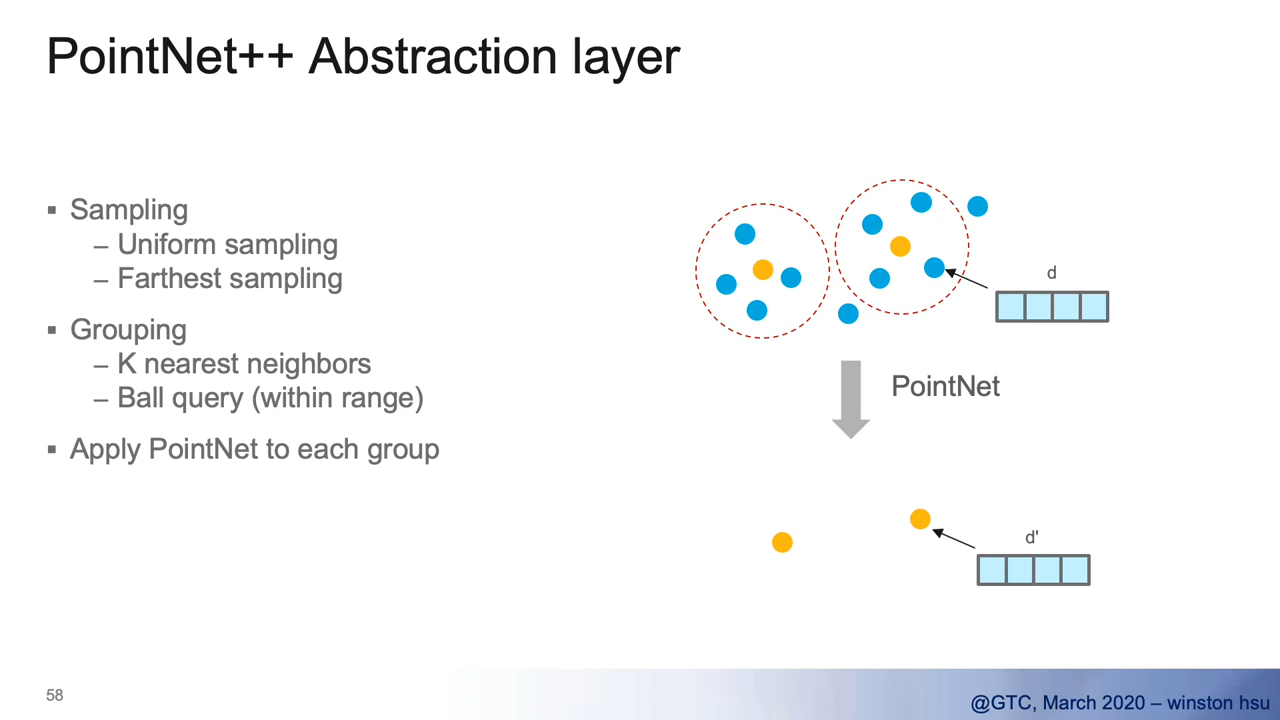 PointNet++ Abstraction layer
▪ Sampling
– Uniform sampling
– Farthest sampling
▪ Grouping
– K nearest neighbors
– Ball query (within range)
▪ Apply PointNet to each group
d
PointNet
d'
58
@GTC, March 2020 – winston hsu